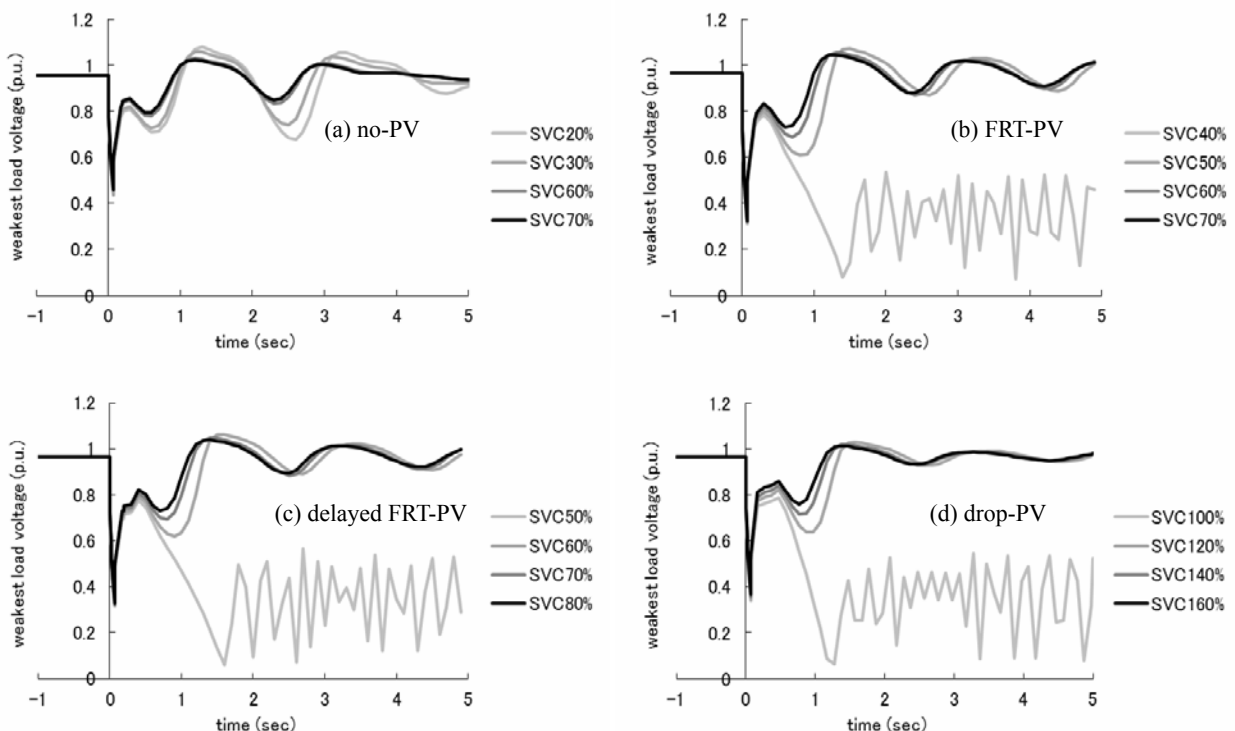 weakest load voltage (p.u.)
1.2
1
0.8
0.6
0.4
0.2
0
-1 0 1 2 3 4 5
time (sec)
(a) no-PV
SVC20%
SVC30%
SVC60%
SVC70%
weakest load voltage (p.u.)
1.2
1
0.8
0.6
0.4
0.2
0
-1 0 1 2 3 4 5
time (sec)
(b) FRT-PV
SVC40%
SVC50%
SVC60%
SVC70%
weakest load voltage (p.u.)
1.2
1
0.8
0.6
0.4
0.2
0
-1 0 1 2 3 4 5
time (sec)
(c) delayed FRT-PV
SVC50%
SVC60%
SVC70%
SVC80%
weakest load voltage (p.u.)
1.2
1
0.8
0.6
0.4
0.2
0
-1 0 1 2 3 4 5
time (sec)
(d) drop-PV
SVC100%
SVC120%
SVC140%
SVC160%